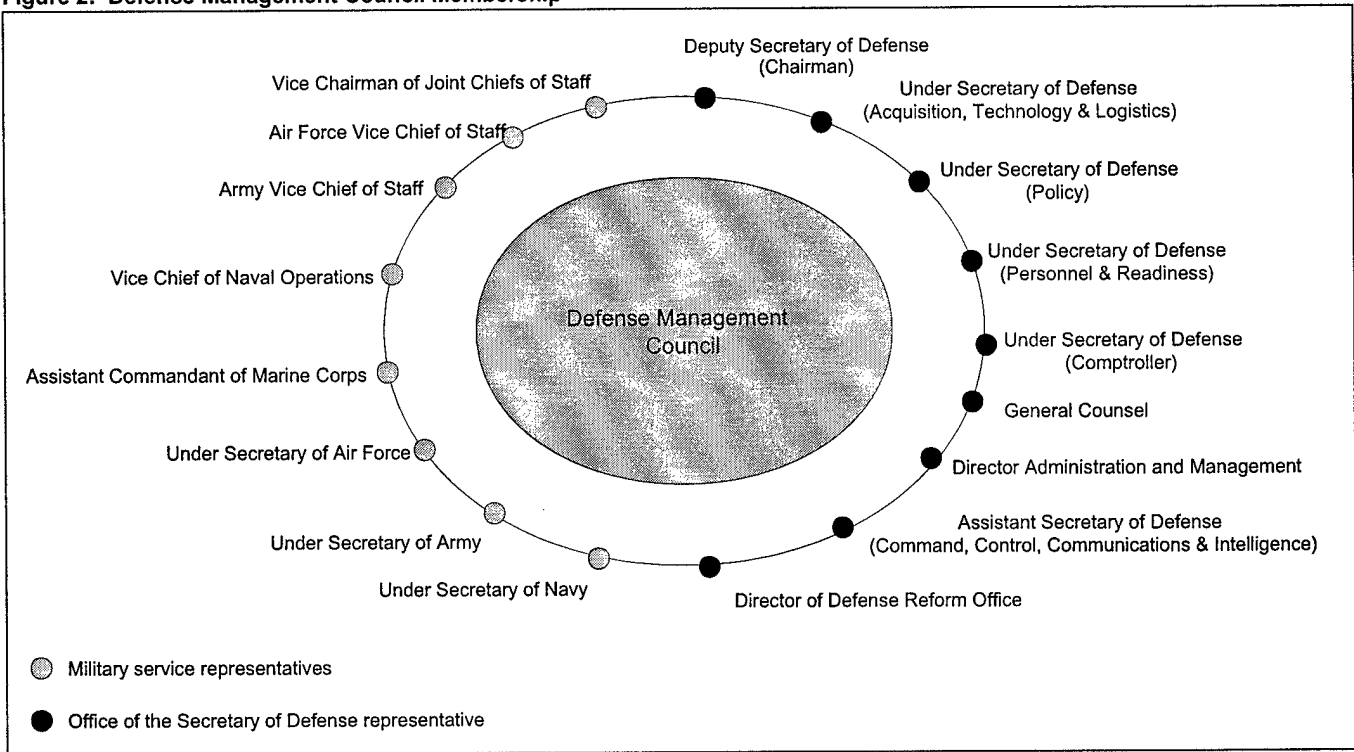 Figure 2: Defense Management Council Membership
Deputy Secretary of Defense
(Chairman)
Vice Chairman of Joint Chiefs of Staff
Under Secretary of Defense
(Acquisition, Technology & Logistics)
Air Force Vice Chief of Staff
Under Secretary of Defense
(Policy)
Army Vice Chief of Staff
Under Secretary of Defense
(Personnel & Readiness)
Vice Chief of Naval Operations
Defense Management
Council
Under Secretary of Defense
(Comptroller)
Assistant Commandant of Marine Corps
General Counsel
Under Secretary of Air Force
Director Administration and Management
Under Secretary of Army
Assistant Secretary of Defense
(Command, Control, Communications & Intelligence)
Under Secretary of Navy
Director of Defense Reform Office
Military service representatives
Office of the Secretary of Defense representative